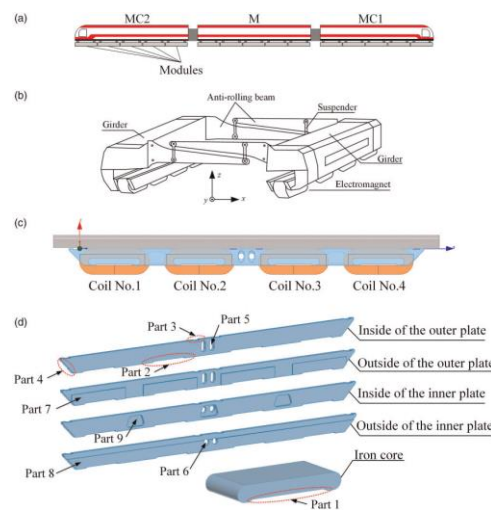 (a)
MC2 M MC1
Modules
(b)
Anti-rolling beam
Suspender
Girder
Girder
Electromagnet
z
y x
(c)
Coil No.1 Coil No.2 Coil No.3 Coil No.4
(d)
Part 3 Part 5
Inside of the outer plate
Part 4 Part 2
Outside of the outer plate
Part 7
Inside of the inner plate
Part 9
Outside of the inner plate
Part 8 Part 6
Iron core
Part 1